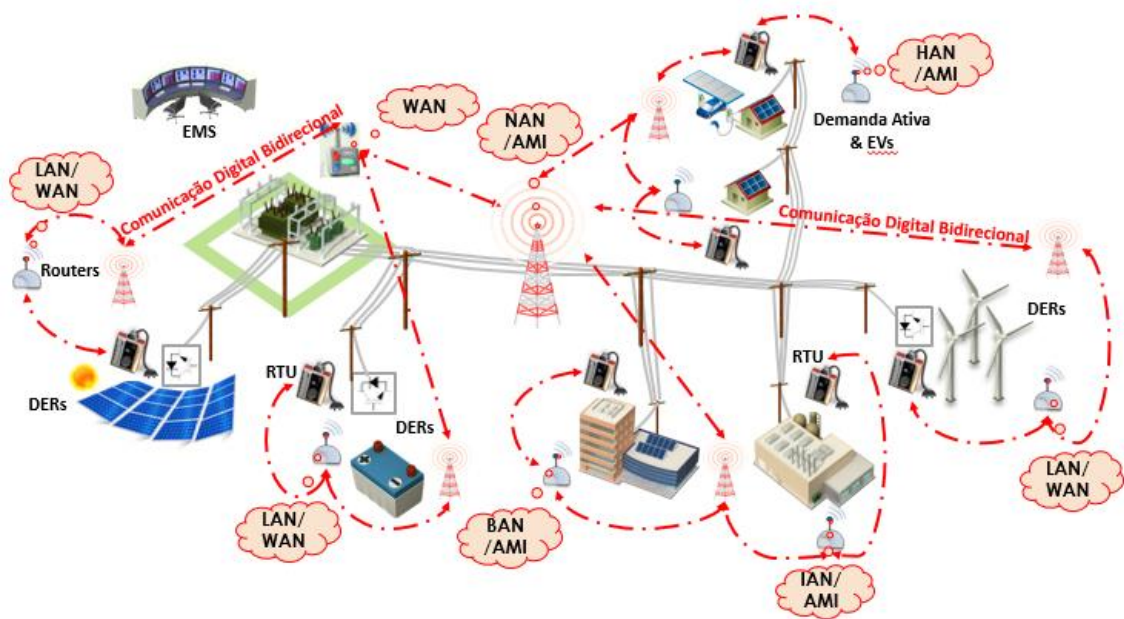 HAN
/AMI
WAN
NAN
/AMI
EMS
Demanda Ativa
& EVs
LAN/
WAN
Comunicação Digital Bidirecional
Comunicação Digital Bidirecional
Routers
DERs
RTU
RTU
DERs
DERs
LAN/
WAN
LAN/
WAN
BAN
/AMI
IAN/
AMI